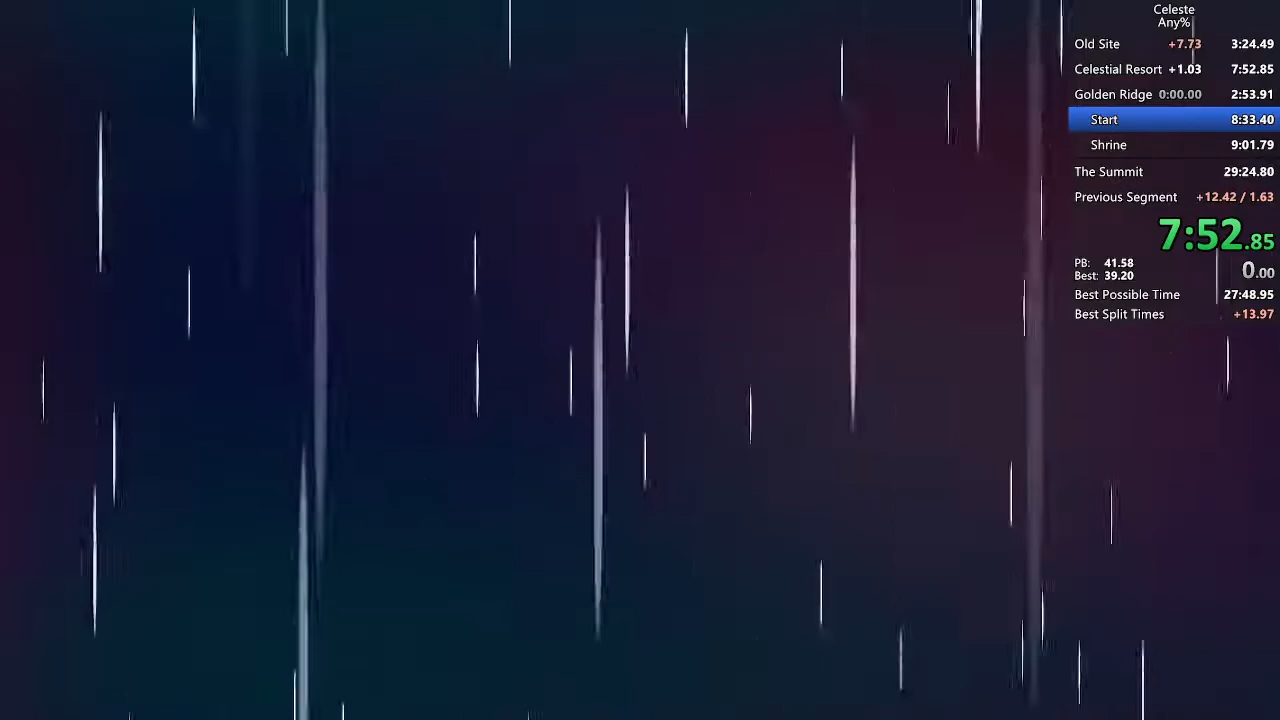 Celeste
Any%
Old Site +7.73 3:24.49
Celestial Resort +1.03 7:52.85
Golden Ridge 0:00.00 2:53.91
Start 8:33.40
Shrine 9:01.79
The Summit 29:24.80
Previous Segment +12.42 / 1.63
7:52.85
PB: 41.58
Best: 39.20
0.00
Best Possible Time 27:48.95
Best Split Times +13.97